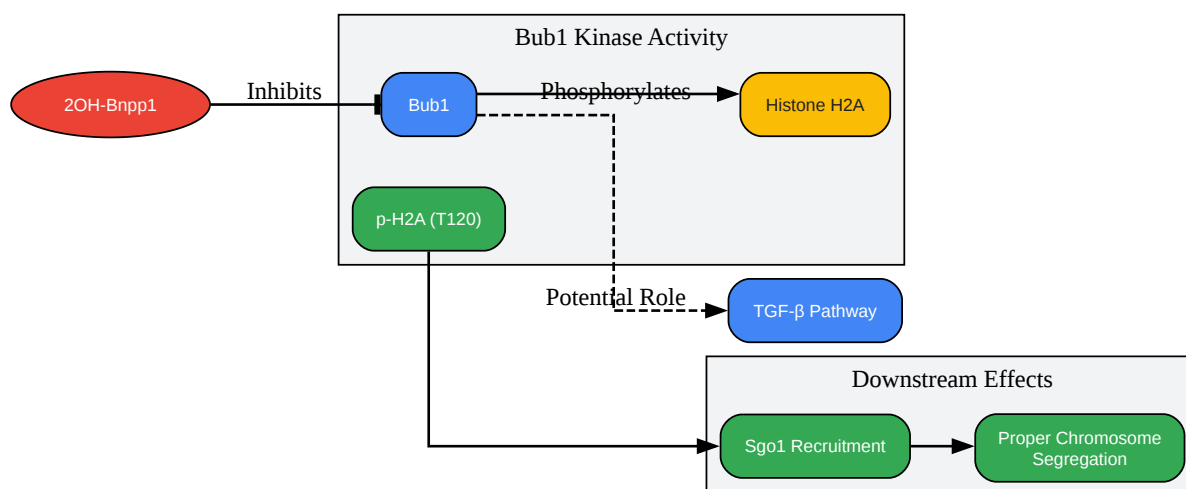 Bub1 Kinase Activity
2OH-Bnpp1
Inhibits
Bub1
Phosphorylates
Histone H2A
p-H2A (T120)
Potential Role
TGF-β Pathway
Downstream Effects
Sgo1 Recruitment
Proper Chromosome
Segregation